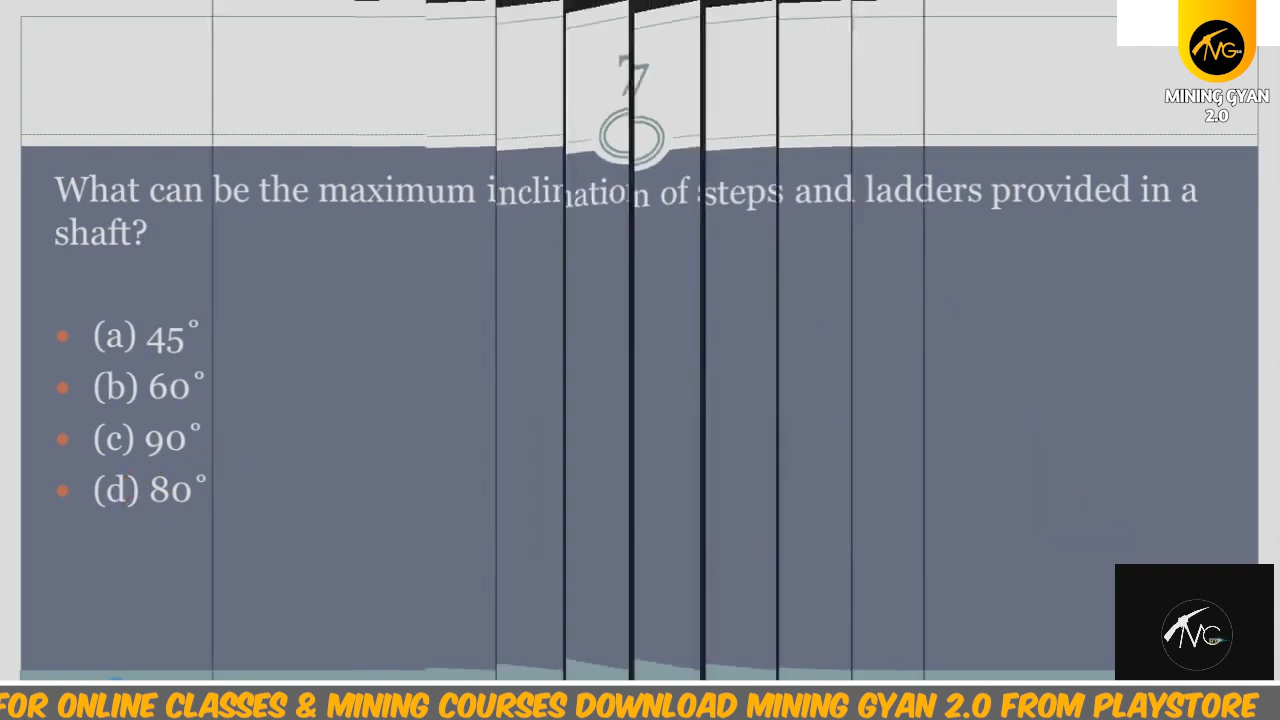 7
What can be the maximum inclination of steps and ladders provided in a
shaft?
(a) 45°
(b) 60°
(c) 90°
(d) 80°
MINING GYAN
2.0
FOR ONLINE CLASSES & MINING COURSES DOWNLOAD MINING GYAN 2.0 FROM PLAYSTORE